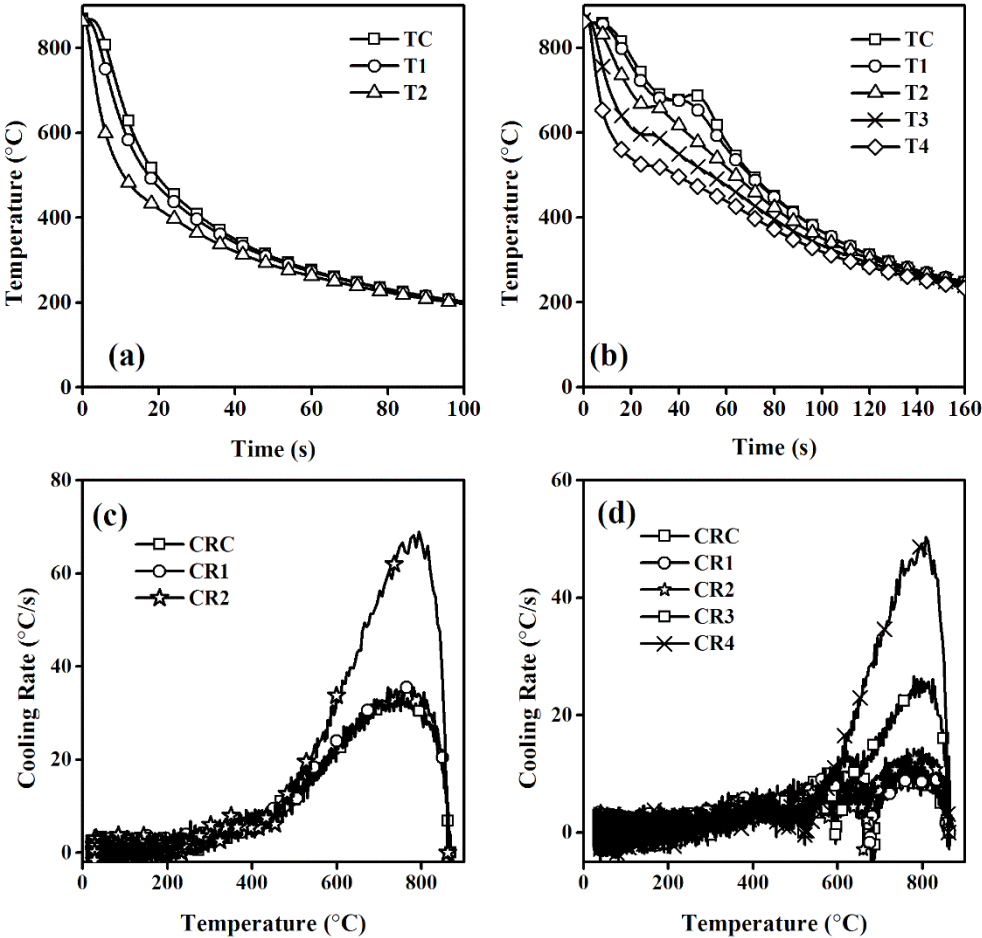 800
600
400
200
0
Temperature (°C)
TC
T1
T2
(a)
0 20 40 60 80 100
Time (s)
800
600
400
200
0
Temperature (°C)
TC
T1
T2
T3
T4
(b)
0 20 40 60 80 100 120 140 160
Time (s)
80
60
40
20
0
Cooling Rate (°C/s)
(c)
CRC
CR1
CR2
0 200 400 600 800
Temperature (°C)
60
40
20
0
Cooling Rate (°C/s)
(d)
CRC
CR1
CR2
CR3
CR4
0 200 400 600 800
Temperature (°C)